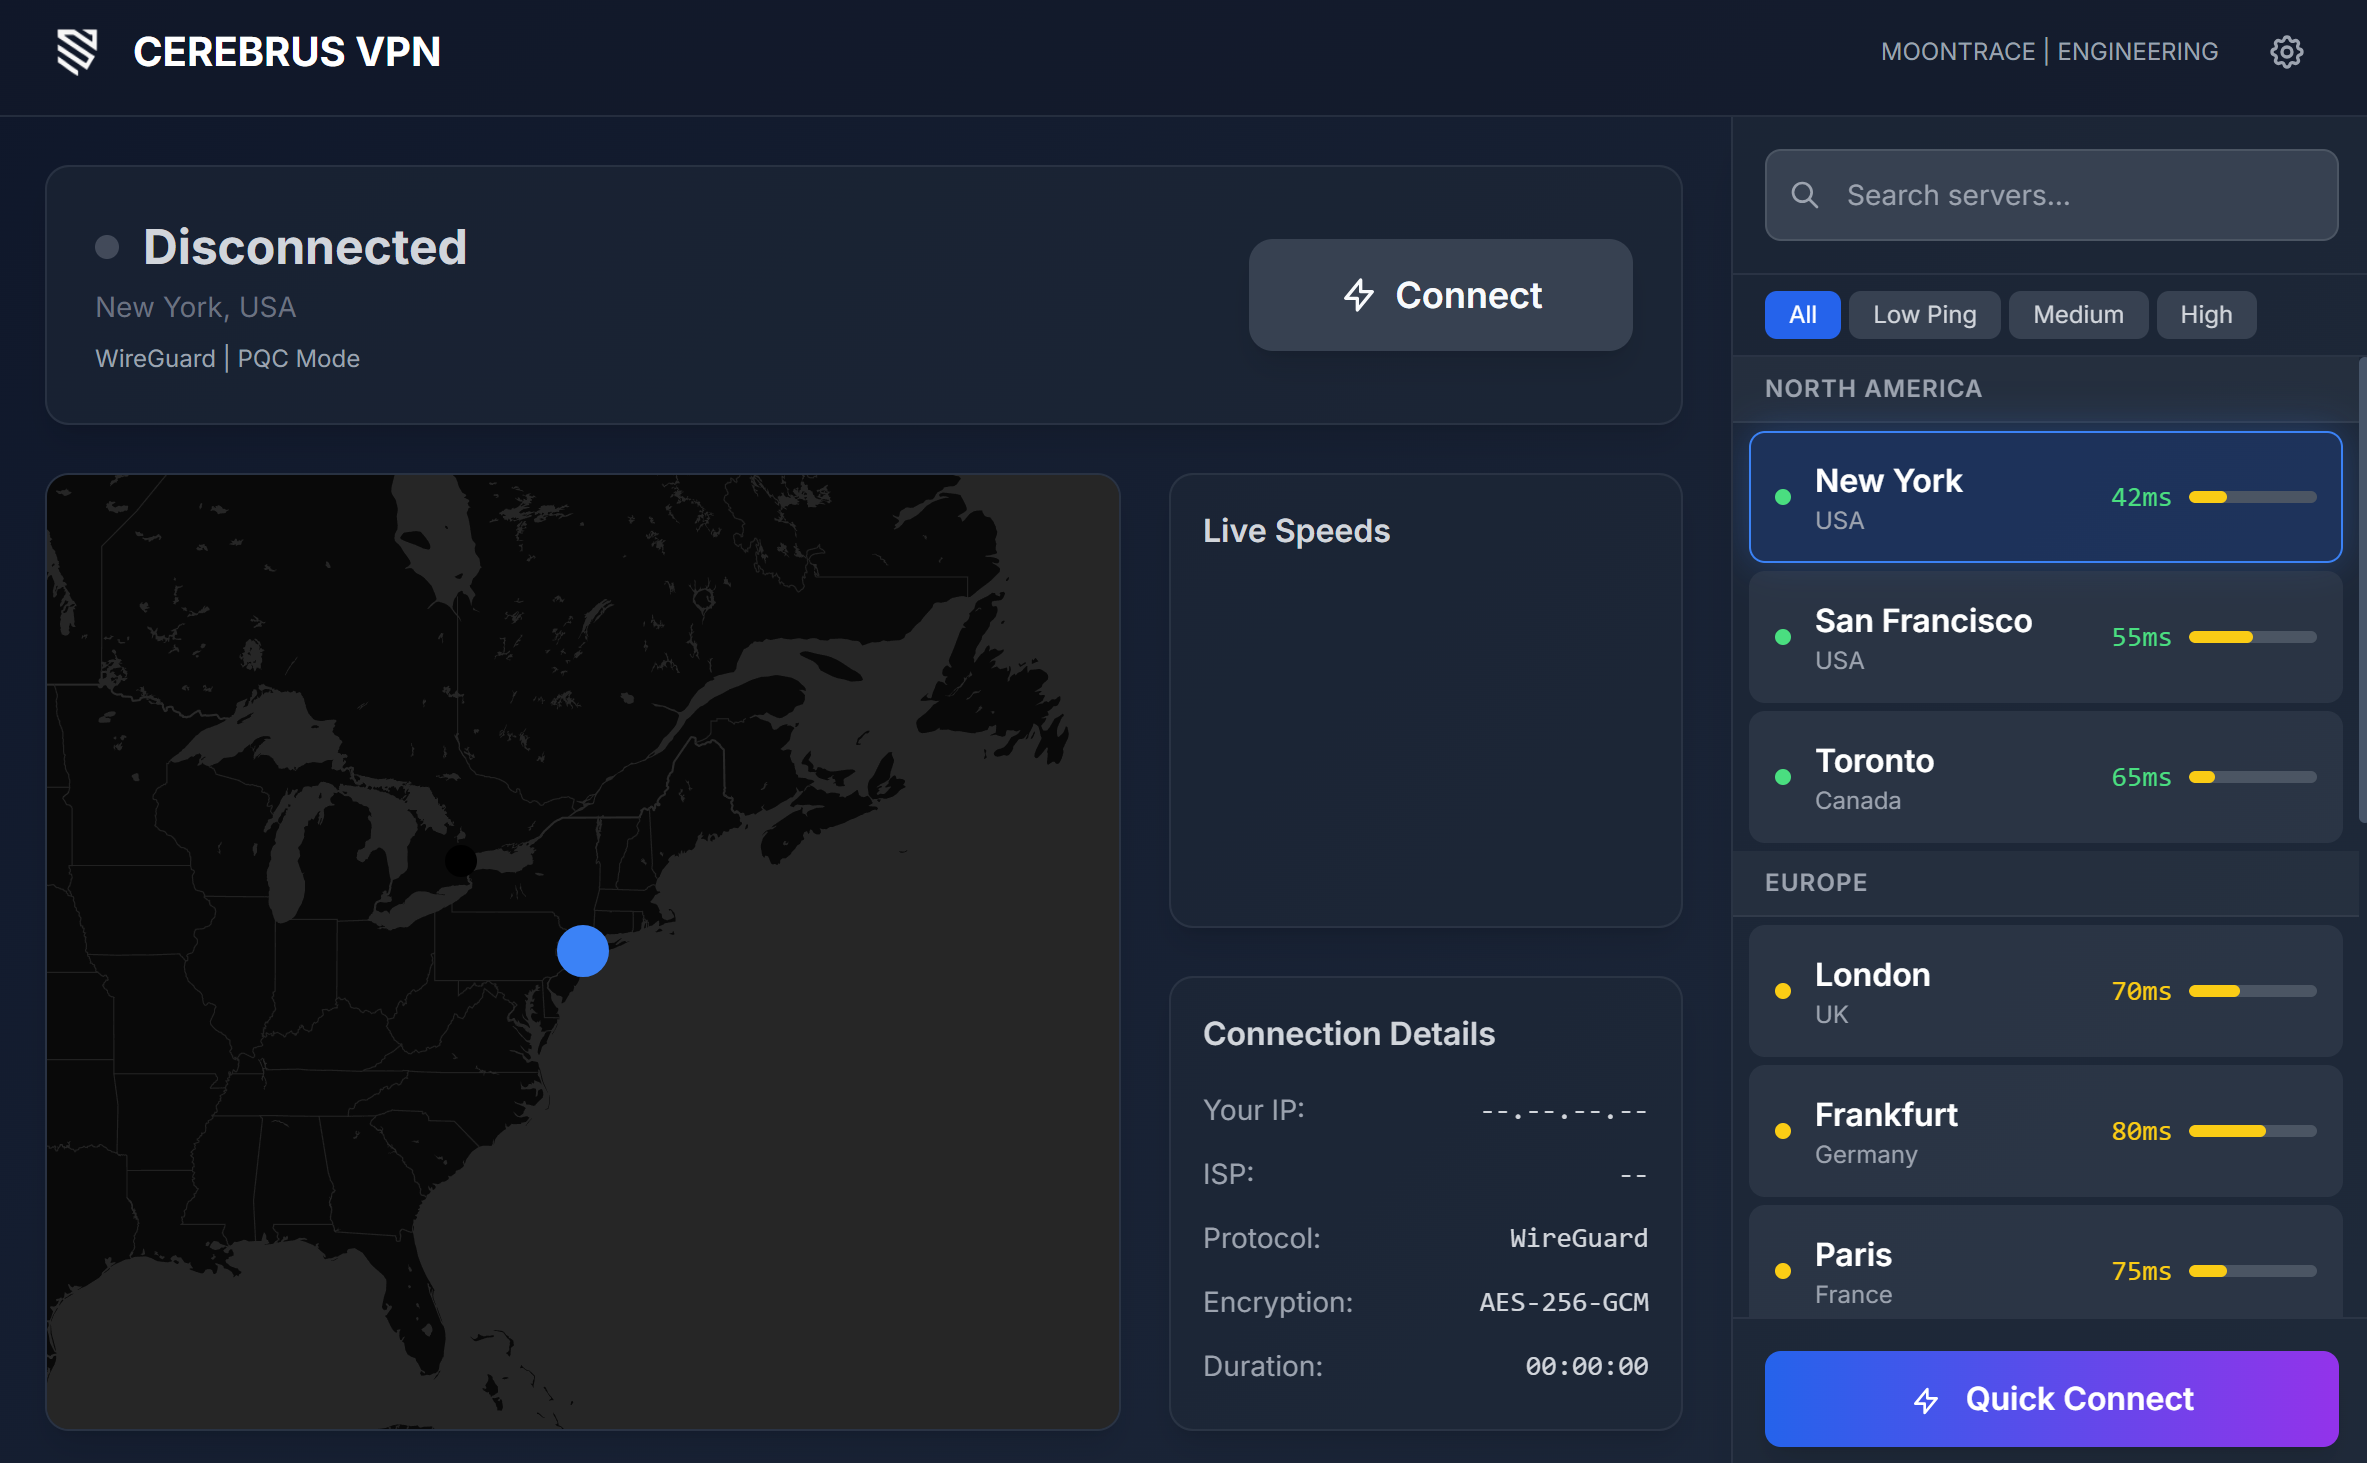 CEREBRUS VPN
MOONTRACE | ENGINEERING
Disconnected
New York, USA
WireGuard | PQC Mode
Connect
Live Speeds
Connection Details
Your IP: --.--.--.--
ISP: --
Protocol: WireGuard
Encryption: AES-256-GCM
Duration: 00:00:00
Search servers...
All Low Ping Medium High
NORTH AMERICA
New York
USA
42ms
San Francisco
USA
55ms
Toronto
Canada
65ms
EUROPE
London
UK
70ms
Frankfurt
Germany
80ms
Paris
France
75ms
Quick Connect